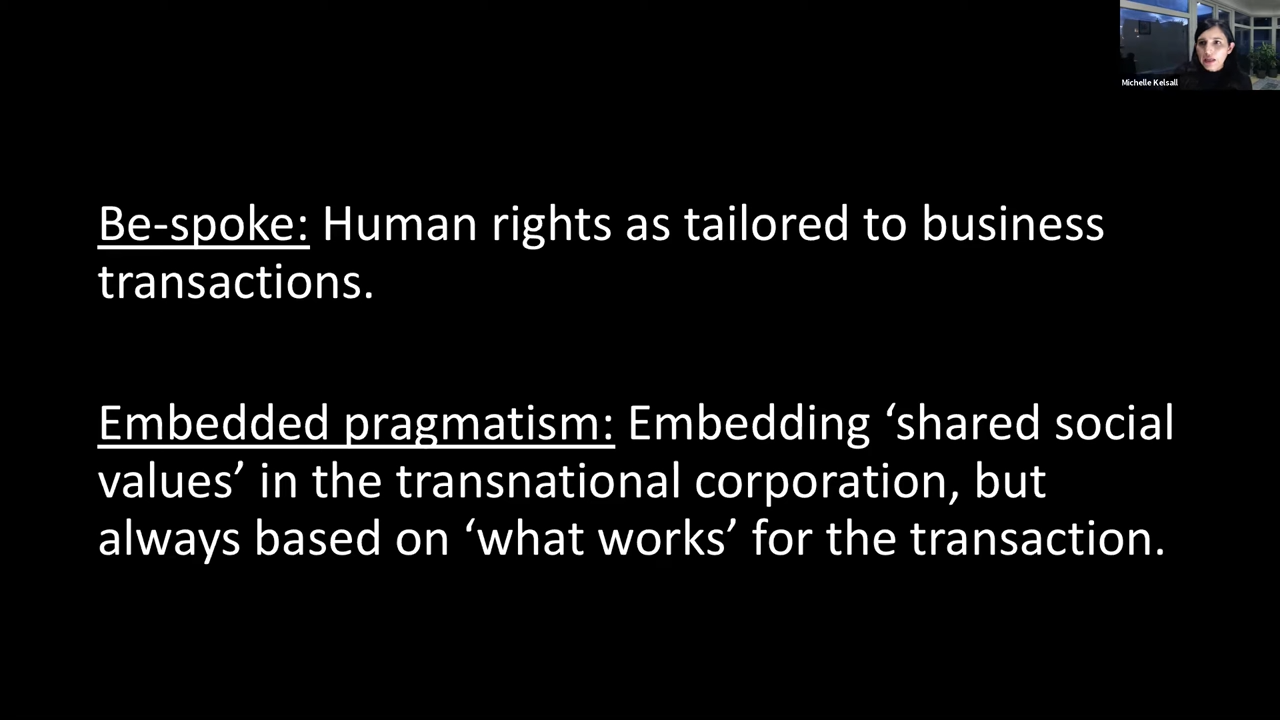 Michelle Kelsall
Be-spoke: Human rights as tailored to business
transactions.
Embedded pragmatism: Embedding ‘shared social
values’ in the transnational corporation, but
always based on ‘what works’ for the transaction.